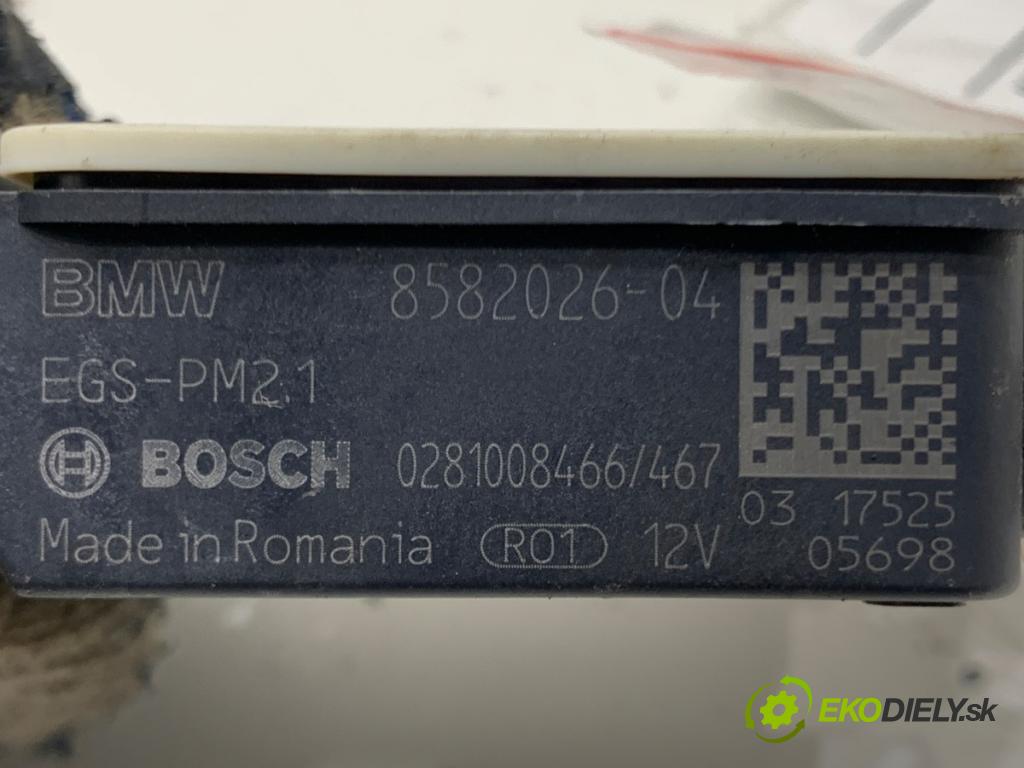 BMW 8582026-04
EGS-PM2.1
BOSCH 0281008466/467
03 17525
Made in Romania R01 12V 05698
EKODIELY.sk